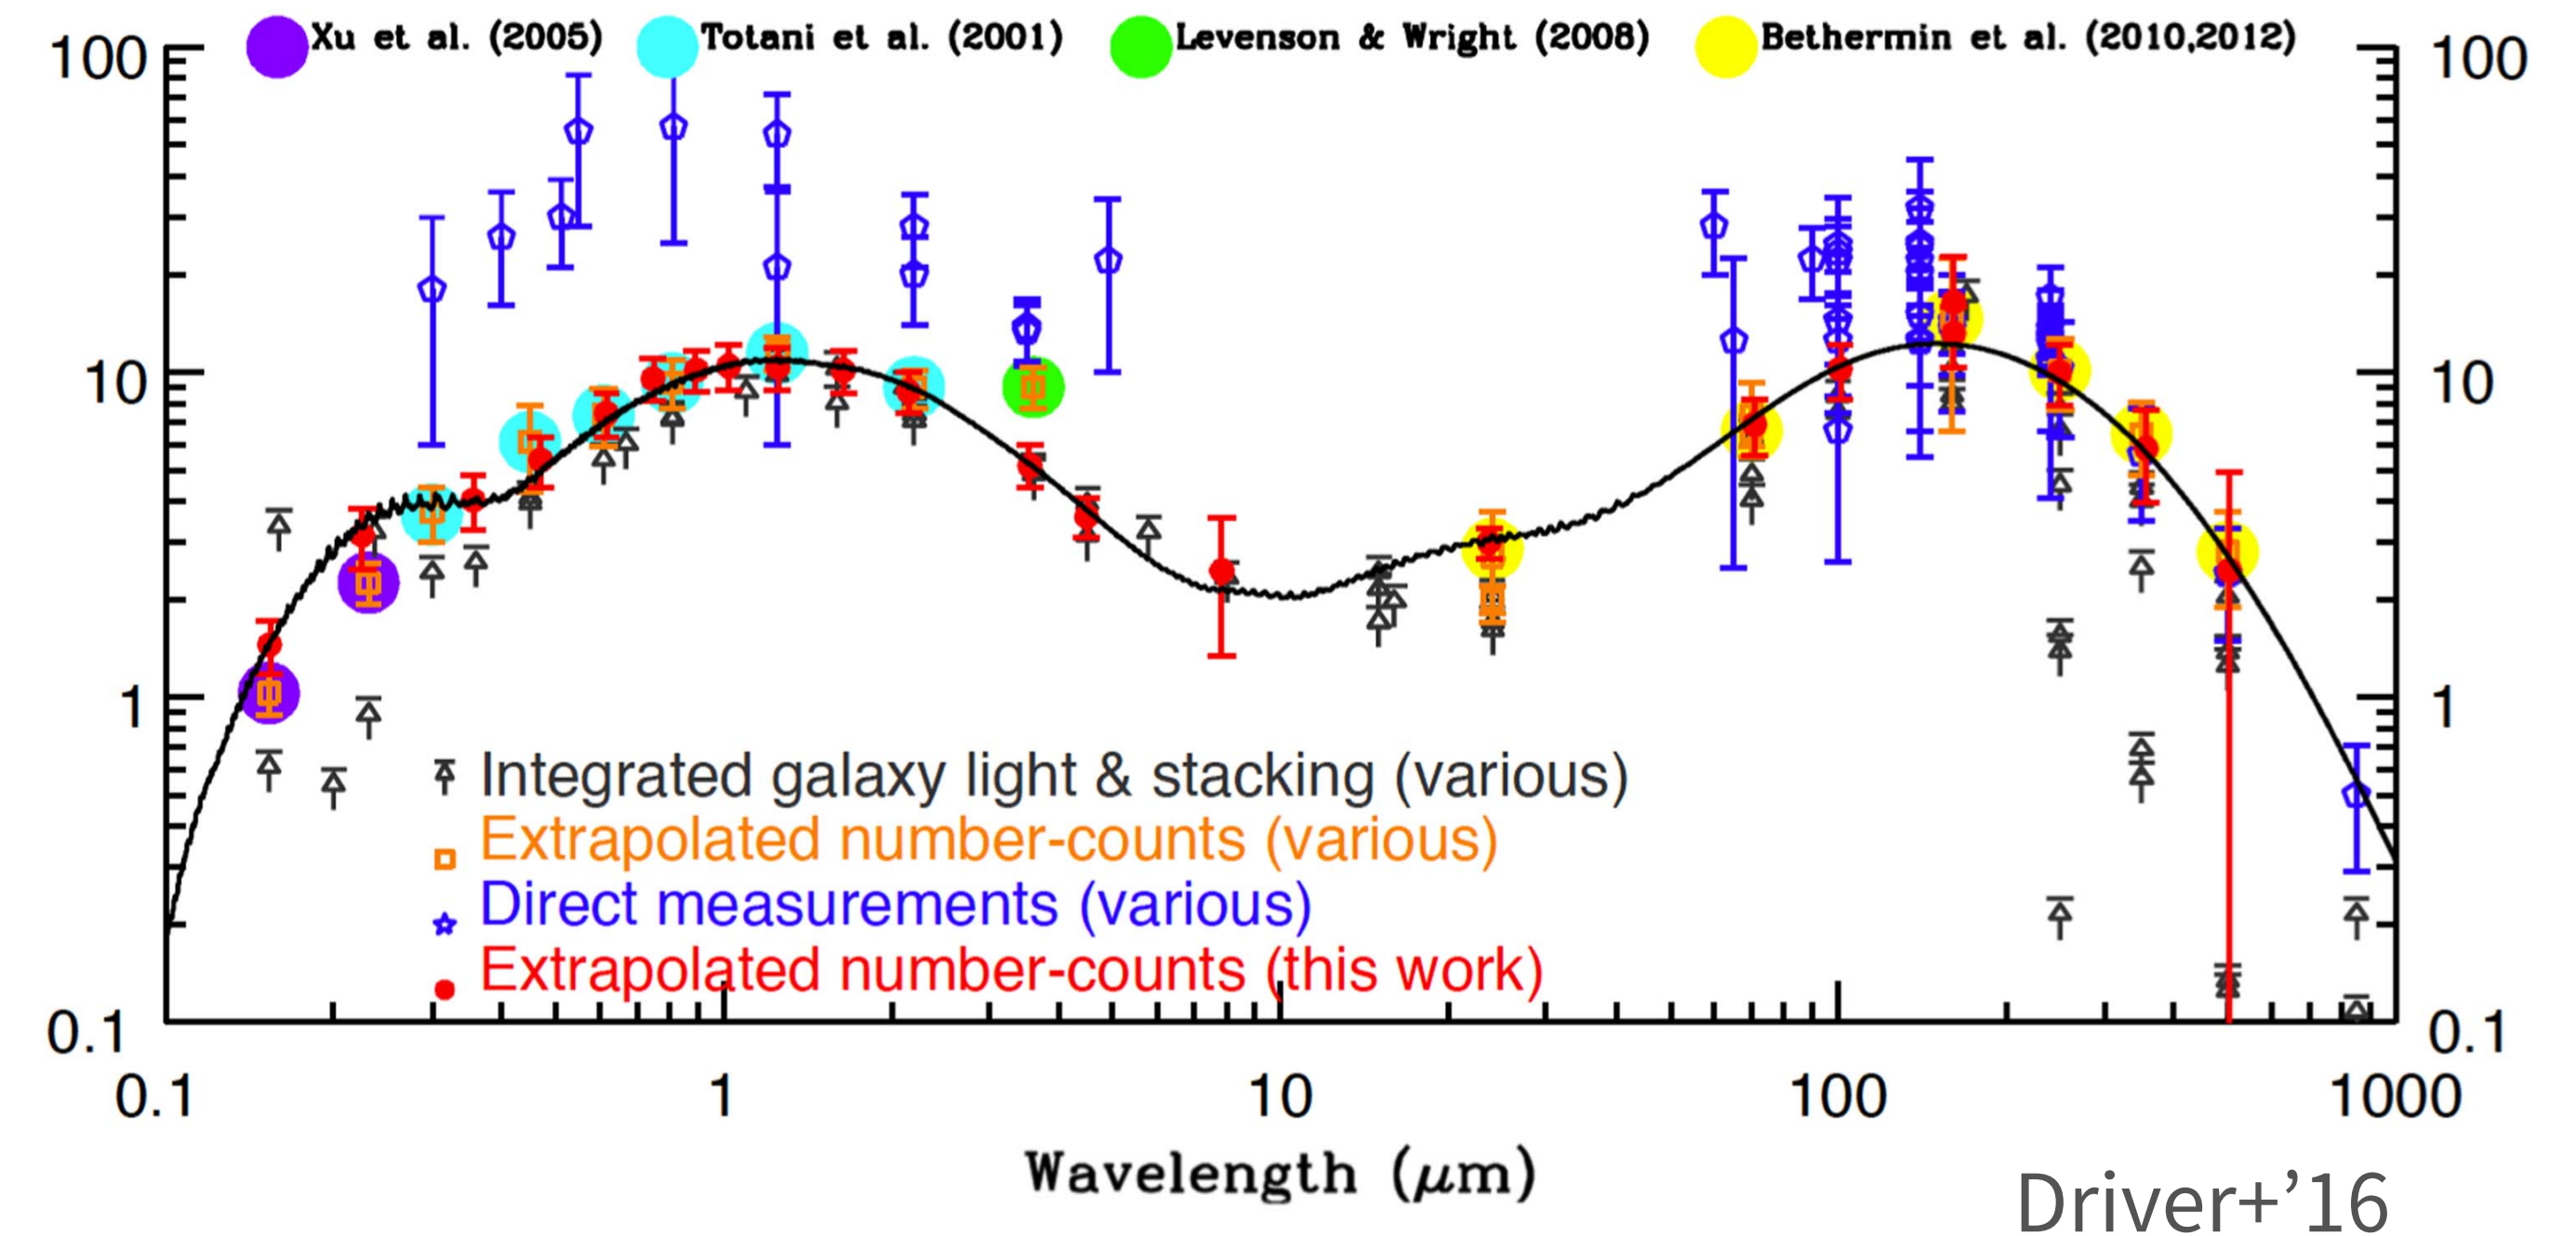 Xu et al. (2005) Totani et al. (2001) Levenson & Wright (2008) Bethermin et al. (2010,2012)
100 100
10 10
1 1
Integrated galaxy light & stacking (various)
Extrapolated number-counts (various)
Direct measurements (various)
Extrapolated number-counts (this work)
0.1 0.1
0.1 1 10 100 1000
Wavelength (μm)
Driver+’16